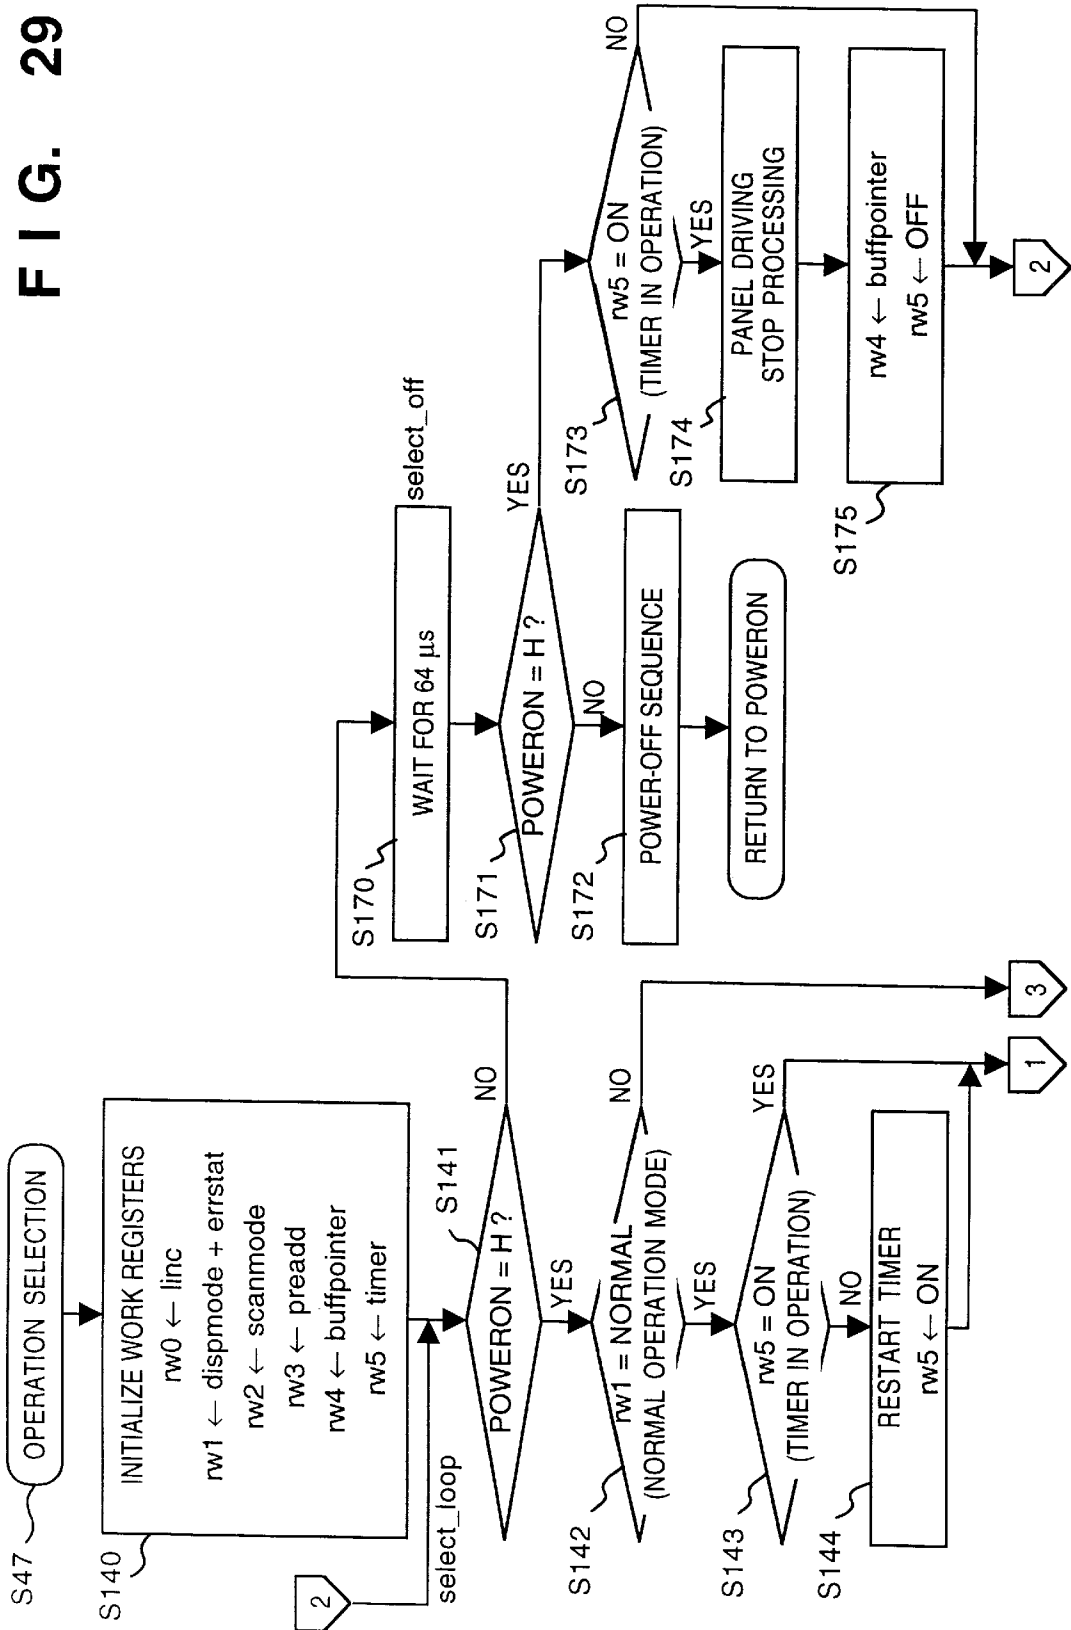 FIG. 29
S47
OPERATION SELECTION
S140
INITIALIZE WORK REGISTERS
rw0 ← linc
rw1 ← dispmode + errstat
rw2 ← scanmode
rw3 ← preadd
rw4 ← buffpointer
rw5 ← timer
2
select_loop
S141
POWERON = H ?
NO
YES
S142
rw1 = NORMAL
(NORMAL OPERATION MODE)
NO
YES
S143
rw5 = ON
(TIMER IN OPERATION)
YES
NO
S144
RESTART TIMER
rw5 ← ON
1
3
S170
WAIT FOR 64 μs
select_off
S171
POWERON = H ?
YES
NO
S172
POWER-OFF SEQUENCE
RETURN TO POWERON
S173
rw5 = ON
(TIMER IN OPERATION)
NO
YES
S174
PANEL DRIVING
STOP PROCESSING
S175
rw4 ← buffpointer
rw5 ← OFF
2